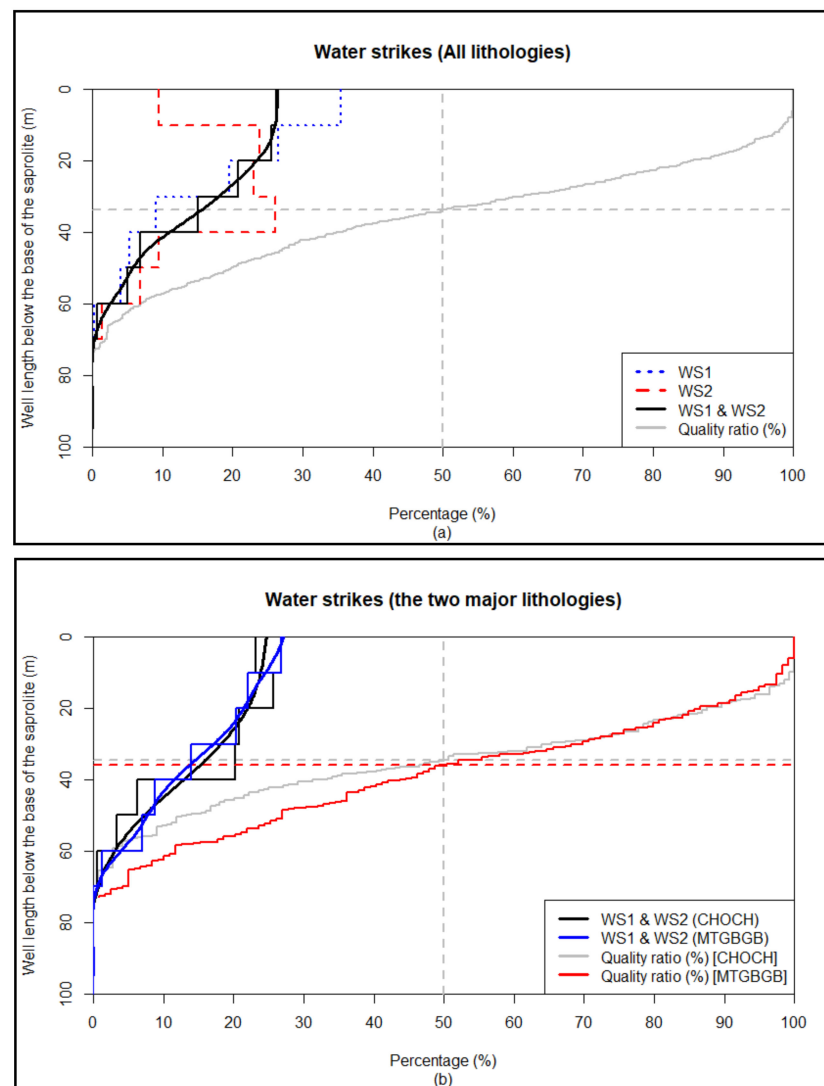 Water strikes (All lithologies)
Well length below the base of the saprolite (m)
0
20
40
60
80
100
WS1
WS2
WS1 & WS2
Quality ratio (%)
0 10 20 30 40 50 60 70 80 90 100
Percentage (%)
(a)
Water strikes (the two major lithologies)
Well length below the base of the saprolite (m)
0
20
40
60
80
100
WS1 & WS2 (CHOCH)
WS1 & WS2 (MTGBGB)
Quality ratio (%) [CHOCH]
Quality ratio (%) [MTGBGB]
0 10 20 30 40 50 60 70 80 90 100
Percentage (%)
(b)